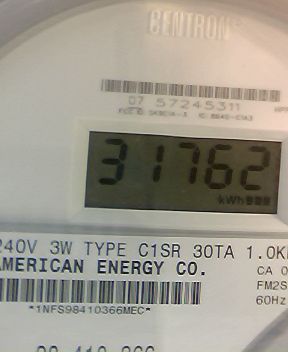 CENTRON
07 57245311
31762
kWh
240V 3W TYPE C1SR 30TA 1.0K
AMERICAN ENERGY CO.
CA 0
FM2S
60Hz
*1NFS98410366MEC*